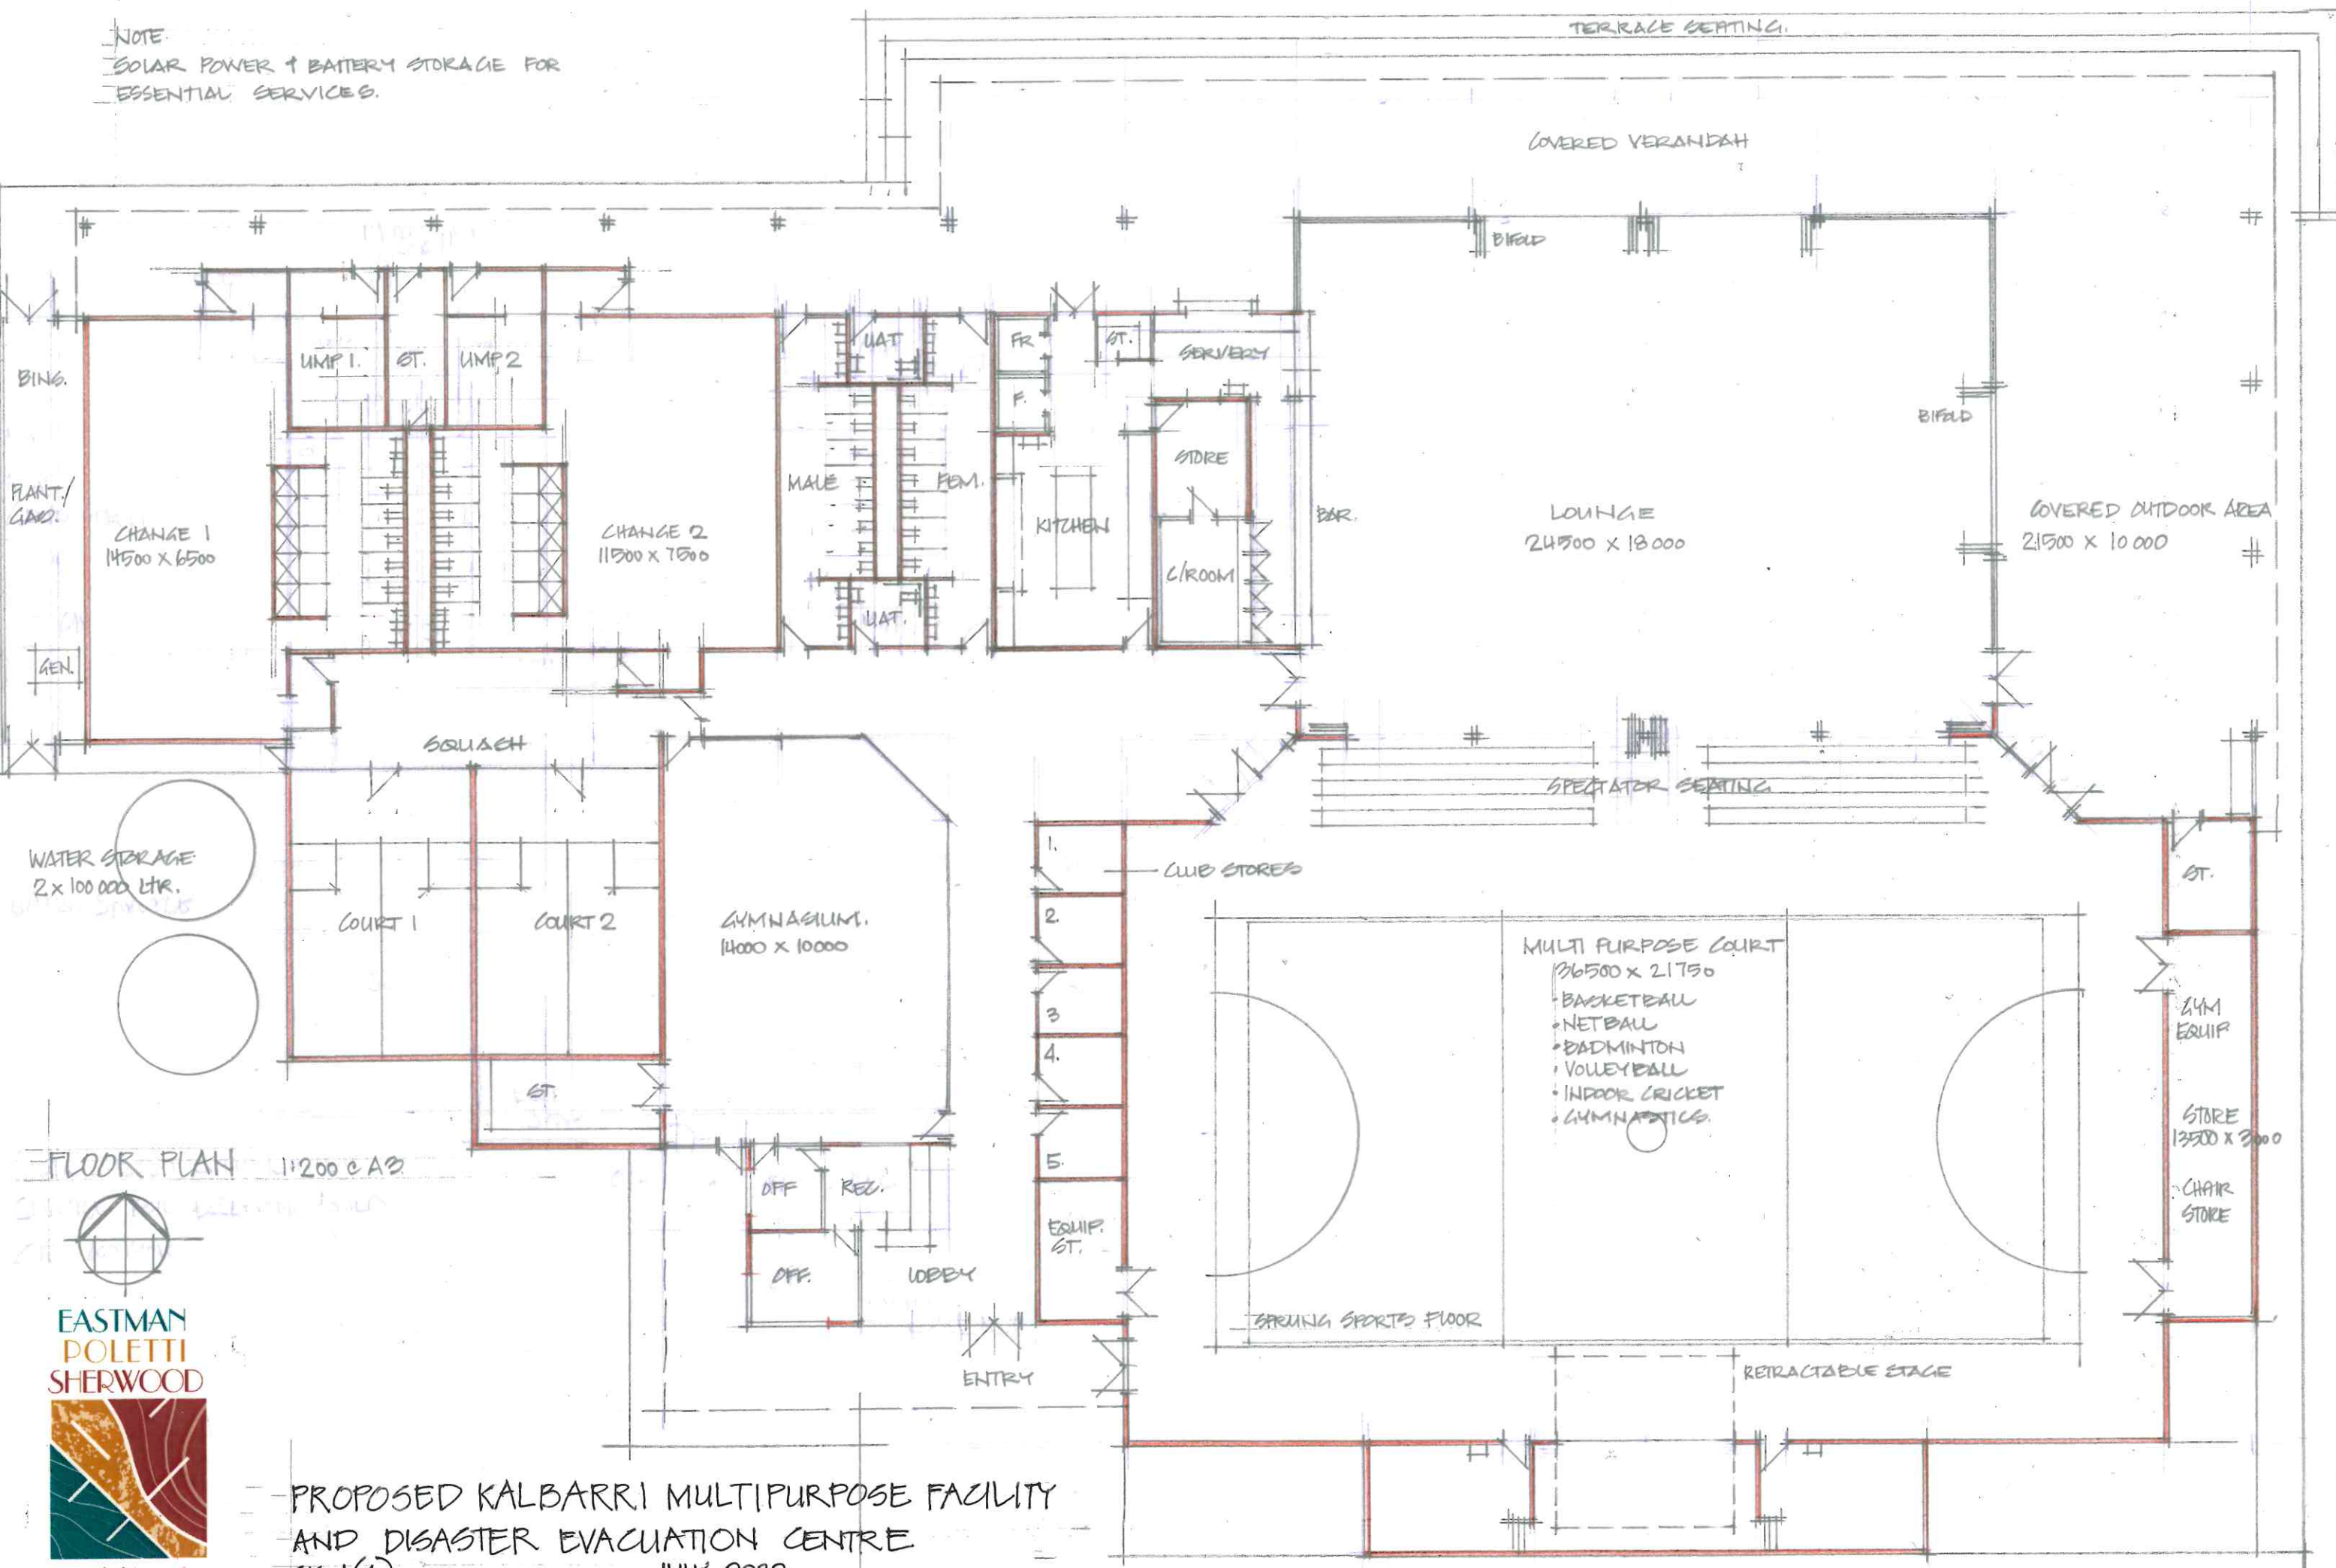 NOTE
SOLAR POWER & BATTERY STORAGE FOR
ESSENTIAL SERVICES.
TERRACE SEATING.
COVERED VERANDAH
BIFOLD
BIFOLD
BINS.
PLANT/
GAS.
GEN.
UMP 1.
ST.
UMP 2
CHANGE 1
14500 X 6500
CHANGE 2
11500 X 7500
UAT
MALE
FEM.
UAT.
FR
F.
ST.
SERVERY
KITCHEN
STORE
C/ROOM
BAR.
LOUNGE
24500 X 18000
COVERED OUTDOOR AREA
21500 X 10000
SQUASH
SPECTATOR SEATING
WATER STORAGE
2 x 100000 LTR.
COURT 1
COURT 2
GYMNASIUM.
14000 X 10000
ST.
1.
2.
3
4.
5.
CLUB STORES
EQUIP.
ST.
MULTI PURPOSE COURT
36500 x 21750
• BASKETBALL
• NETBALL
• BADMINTON
• VOLLEYBALL
• INDOOR CRICKET
• GYMNASTICS.
SPRUNG SPORTS FLOOR
ST.
GYM
EQUIP
STORE
13500 X 3000
CHAIR
STORE
OFF
REC.
OFF.
LOBBY
ENTRY
RETRACTABLE STAGE
FLOOR PLAN 1:200 @ A3
EASTMAN
POLETTI
SHERWOOD
PROPOSED KALBARRI MULTIPURPOSE FACILITY
AND DISASTER EVACUATION CENTRE